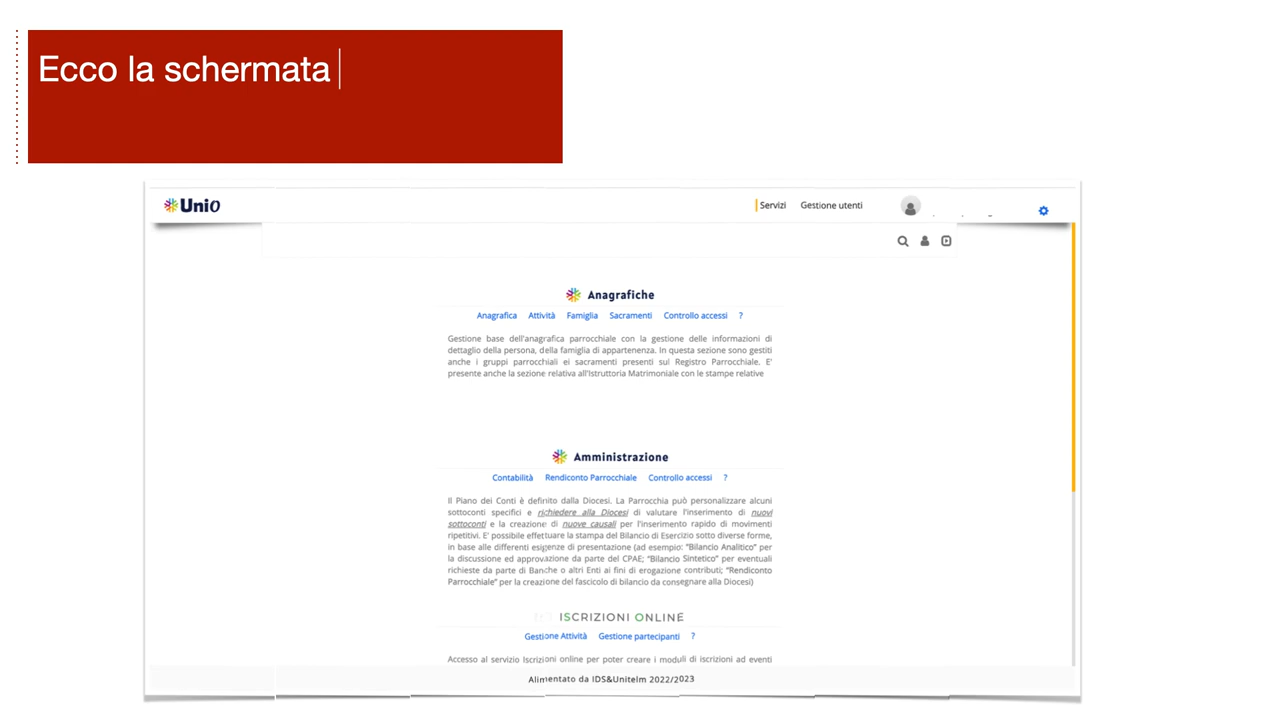 Ecco la schermata
Unio
Servizi Gestione utenti
Anagrafiche
Anagrafica Attività Famiglia Sacramenti Controllo accessi ?
Gestione base dell'anagrafica parrocchiale con la gestione delle informazioni di
dettaglio della persona, della famiglia di appartenenza. In questa sezione sono gestiti
anche i gruppi parrocchiali ei sacramenti presenti sul Registro Parrocchiale. E'
presente anche la sezione relativa all'Istruttoria Matrimoniale con le stampe relative
Amministrazione
Contabilità Rendiconto Parrocchiale Controllo accessi ?
Il Piano dei Conti è definito dalla Diocesi. La Parrocchia può personalizzare alcuni
sottoconti specifici e richiedere alla Diocesi di valutare l'inserimento di nuovi
sottoconti e la creazione di nuove causali per l'inserimento rapido di movimenti
ripetitivi. E' possibile effettuare la stampa del Bilancio di Esercizio sotto diverse forme,
in base alle differenti esigenze di presentazione (ad esempio: "Bilancio Analitico" per
la discussione ed approvazione da parte del CPAE; "Bilancio Sintetico" per eventuali
richieste da parte di Banche o altri Enti ai fini di erogazione contributi; "Rendiconto
Parrocchiale" per la creazione del fascicolo di bilancio da consegnare alla Diocesi)
ISCRIZIONI ONLINE
Gestione Attività Gestione partecipanti ?
Accesso al servizio Iscrizioni online per poter creare i moduli di iscrizioni ad eventi
Alimentato da IDS&Unitelm 2022/2023